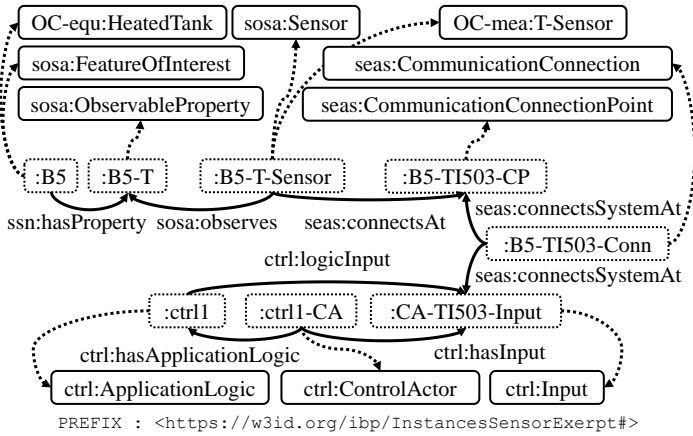 OC-equ:HeatedTank sosa:Sensor OC-mea:T-Sensor
sosa:FeatureOfInterest seas:CommunicationConnection
sosa:ObservableProperty seas:CommunicationConnectionPoint
:B5 :B5-T :B5-T-Sensor :B5-TI503-CP
ssn:hasProperty sosa:observes seas:connectsAt seas:connectsSystemAt
:B5-TI503-Conn
ctrl:logicInput seas:connectsSystemAt
:ctrl1 :ctrl1-CA :CA-TI503-Input
ctrl:hasApplicationLogic ctrl:hasInput
ctrl:ApplicationLogic ctrl:ControlActor ctrl:Input
PREFIX : <https://w3id.org/ibp/InstancesSensorExerpt#>